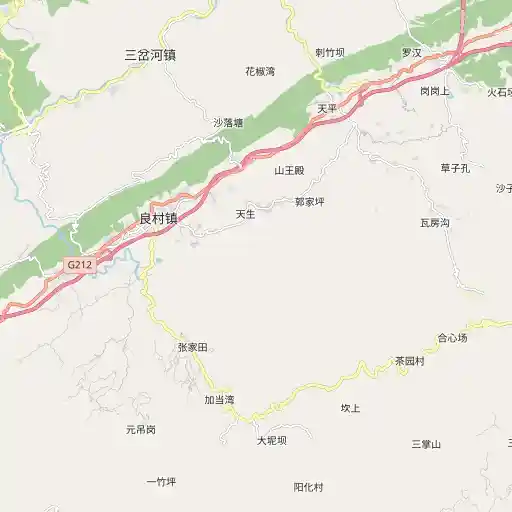 刺竹坝
罗汉
三岔河镇
花椒湾
岗岗上
火石
天平
沙落塘
山王殿
草子孔
沙子
郭家坪
天生
良村镇
瓦房沟
G212
合心场
张家田
茶园村
加当湾
坎上
元吊岗
大坭坝
三掌山
一竹坪
阳化村